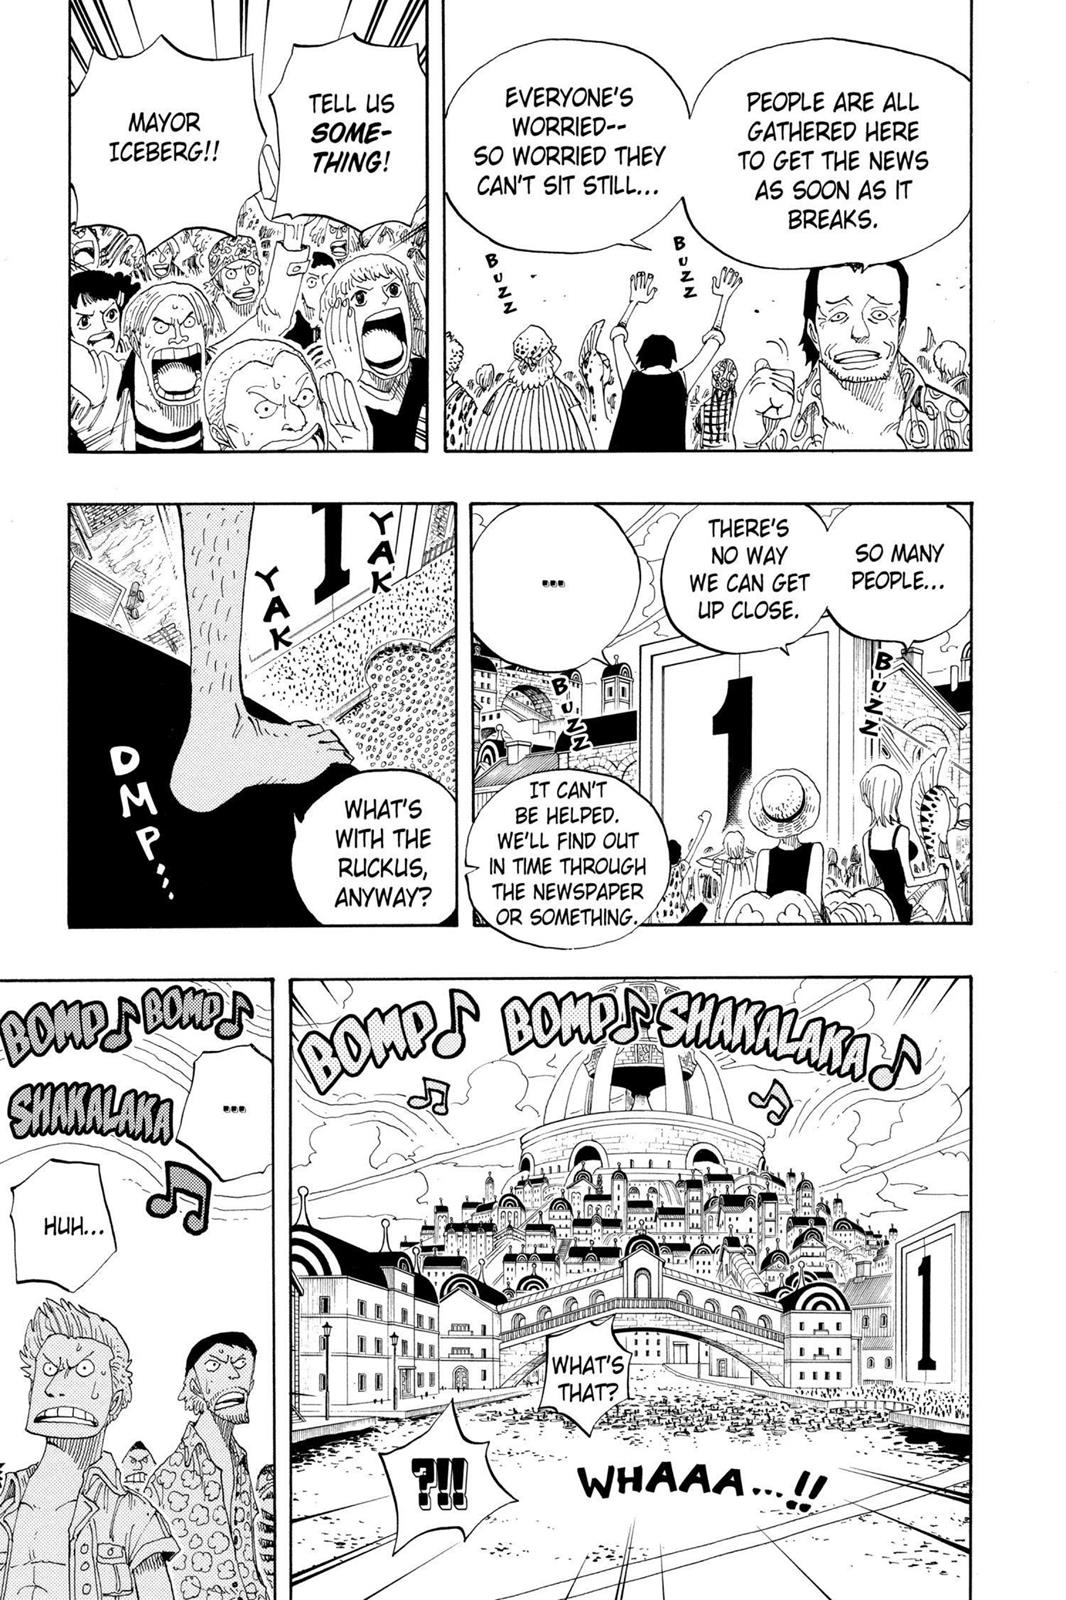 PEOPLE ARE ALL
GATHERED HERE
TO GET THE NEWS
AS SOON AS IT
BREAKS.
EVERYONE'S
WORRIED--
SO WORRIED THEY
CAN'T SIT STILL...
BUZZ
BUZZ
TELL US
SOME-
THING!
MAYOR
ICEBERG!!
SO MANY
PEOPLE...
THERE'S
NO WAY
WE CAN GET
UP CLOSE.
...
BUZZ
BUZZ
1
IT CAN'T
BE HELPED.
WE'LL FIND OUT
IN TIME THROUGH
THE NEWSPAPER
OR SOMETHING.
1
YAK
YAK
DMP...
WHAT'S
WITH THE
RUCKUS,
ANYWAY?
BOMP♪ BOMP♪ SHAKALAKA♪
1
WHAT'S
THAT?
?!!
WHAAA...!!
BOMP♪ BOMP♪
SHAKALAKA♪
...
HUH...